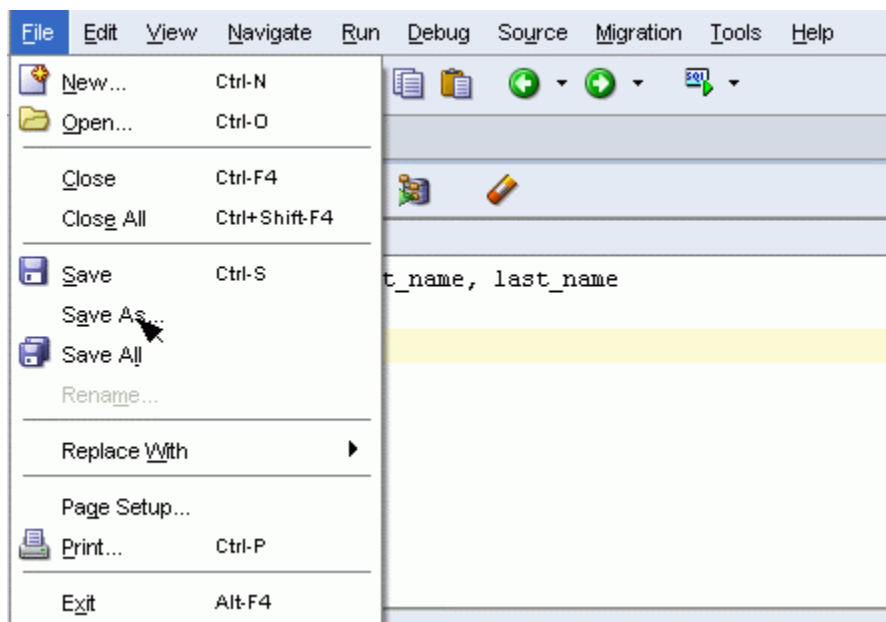 File Edit View Navigate Run Debug Source Migration Tools Help
New... Ctrl-N
Open... Ctrl-O
Close Ctrl-F4
Close All Ctrl+Shift-F4
Save Ctrl-S
t_name, last_name
Save As...
Save All
Rename...
Replace With
Page Setup...
Print... Ctrl-P
Exit Alt-F4